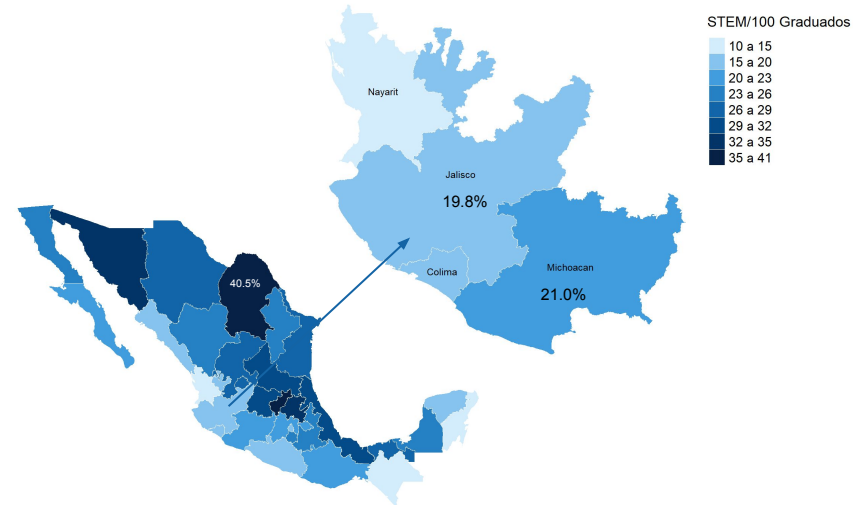 STEM/100 Graduados
10 a 15
15 a 20
20 a 23
23 a 26
26 a 29
29 a 32
32 a 35
35 a 41
Nayarit
Jalisco
19.8%
Colima
Michoacan
21.0%
40.5%